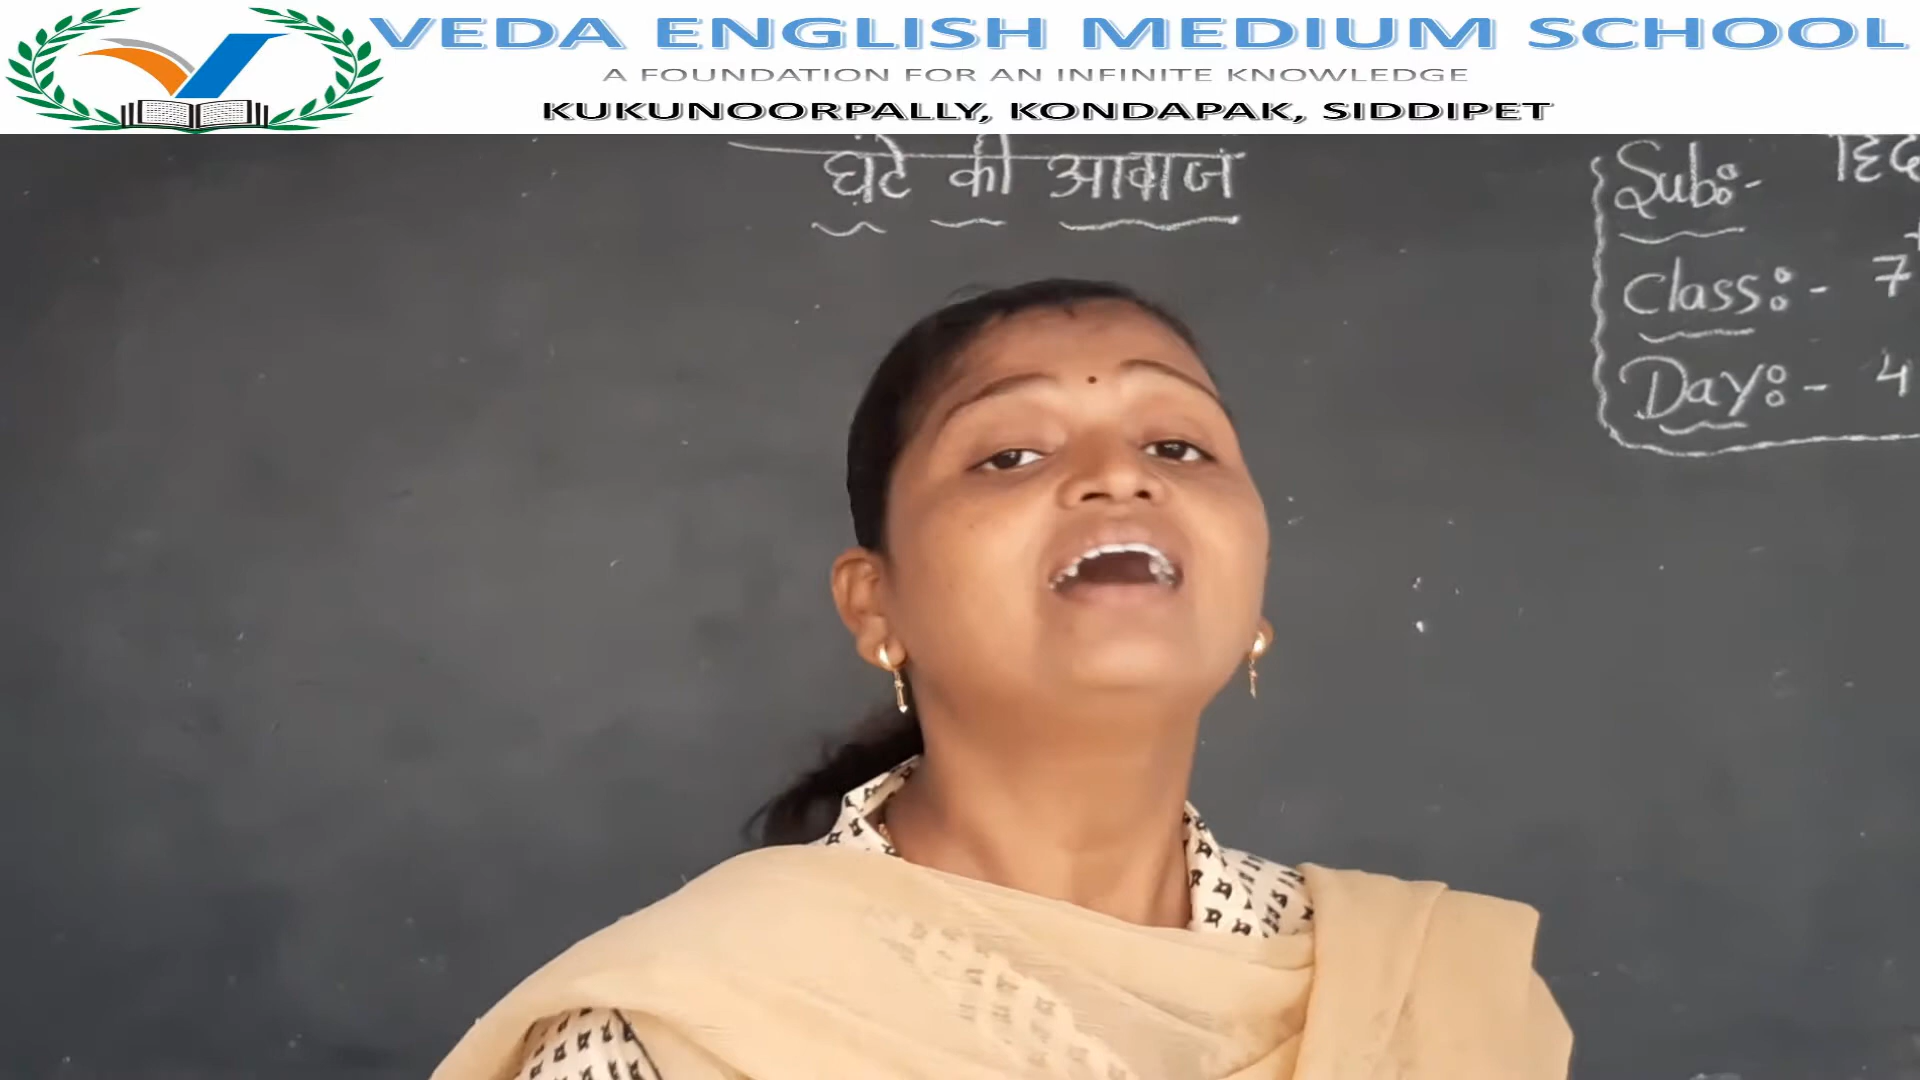 VEDA ENGLISH MEDIUM SCHOOL
A FOUNDATION FOR AN INFINITE KNOWLEDGE
KUKUNOORPALLY, KONDAPAK, SIDDIPET
घंटे की आवाज
Sub:-
Class:- 7
Day:- 4